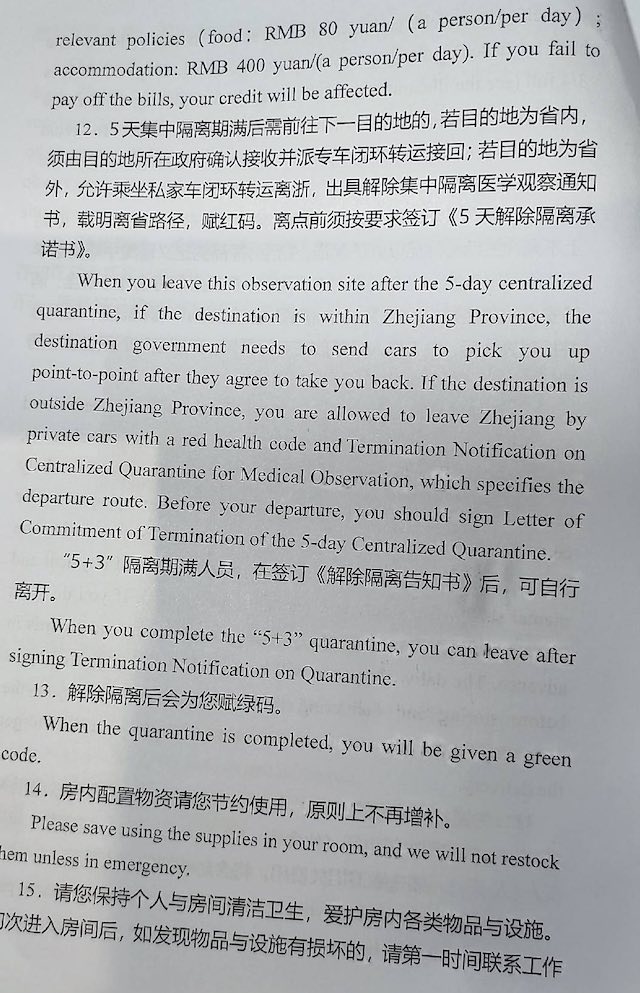 relevant policies (food: RMB 80 yuan/ (a person/per day) ;
accommodation: RMB 400 yuan/(a person/per day). If you fail to
pay off the bills, your credit will be affected.
12. 5天集中隔离期满后需前往下一目的地的,若目的地为省内,
须由目的地所在政府确认接收并派专车闭环转运接回；若目的地为省
外，允许乘坐私家车闭环转运离浙，出具解除集中隔离医学观察通知
书，载明离省路径，赋红码。离点前须按要求签订《5 天解除隔离承
诺书》。
When you leave this observation site after the 5-day centralized
quarantine, if the destination is within Zhejiang Province, the
destination government needs to send cars to pick you up
point-to-point after they agree to take you back. If the destination is
outside Zhejiang Province, you are allowed to leave Zhejiang by
private cars with a red health code and Termination Notification on
Centralized Quarantine for Medical Observation, which specifies the
departure route. Before your departure, you should sign Letter of
Commitment of Termination of the 5-day Centralized Quarantine.
“5+3”隔离期满人员，在签订《解除隔离告知书》后，可自行
离开。
When you complete the “5+3” quarantine, you can leave after
signing Termination Notification on Quarantine.
13. 解除隔离后会为您赋绿码。
When the quarantine is completed, you will be given a green
code.
14. 房内配置物资请您节约使用，原则上不再增补。
Please save using the supplies in your room, and we will not restock
hem unless in emergency.
15. 请您保持个人与房间清洁卫生，爱护房内各类物品与设施。
次进入房间后，如发现物品与设施有损坏的，请第一时间联系工作